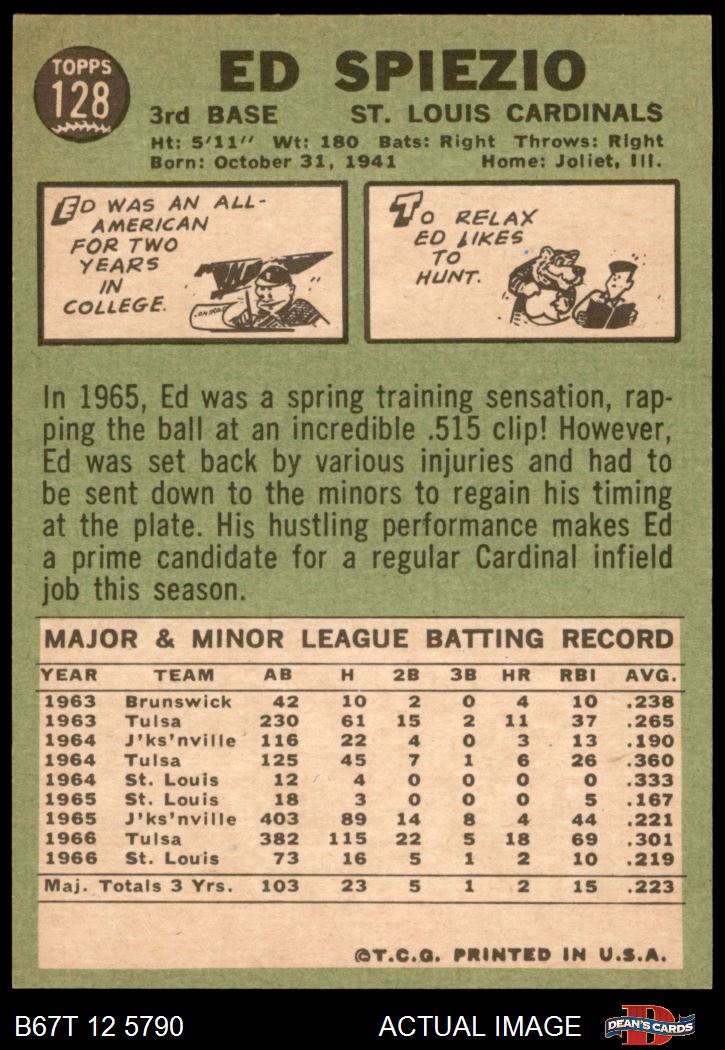 TOPPS
128
ED SPIEZIO
3rd BASE ST. LOUIS CARDINALS
Ht: 5'11" Wt: 180 Bats: Right Throws: Right
Born: October 31, 1941 Home: Joliet, Ill.
ED WAS AN ALL-
AMERICAN
FOR TWO
YEARS
IN
COLLEGE.
TO RELAX
ED LIKES
TO
HUNT.
In 1965, Ed was a spring training sensation, rap-
ping the ball at an incredible .515 clip! However,
Ed was set back by various injuries and had to
be sent down to the minors to regain his timing
at the plate. His hustling performance makes Ed
a prime candidate for a regular Cardinal infield
job this season.
MAJOR & MINOR LEAGUE BATTING RECORD
YEAR TEAM AB H 2B 3B HR RBI AVG.
1963 Brunswick 42 10 2 0 4 10 .238
1963 Tulsa 230 61 15 2 11 37 .265
1964 J'ks'nville 116 22 4 0 3 13 .190
1964 Tulsa 125 45 7 1 6 26 .360
1964 St. Louis 12 4 0 0 0 0 .333
1965 St. Louis 18 3 0 0 0 5 .167
1965 J'ks'nville 403 89 14 8 4 44 .221
1966 Tulsa 382 115 22 5 18 69 .301
1966 St. Louis 73 16 5 1 2 10 .219
Maj. Totals 3 Yrs. 103 23 5 1 2 15 .223
©T.C.G. PRINTED IN U.S.A.
B67T 12 5790 ACTUAL IMAGE
DEAN'S CARDS